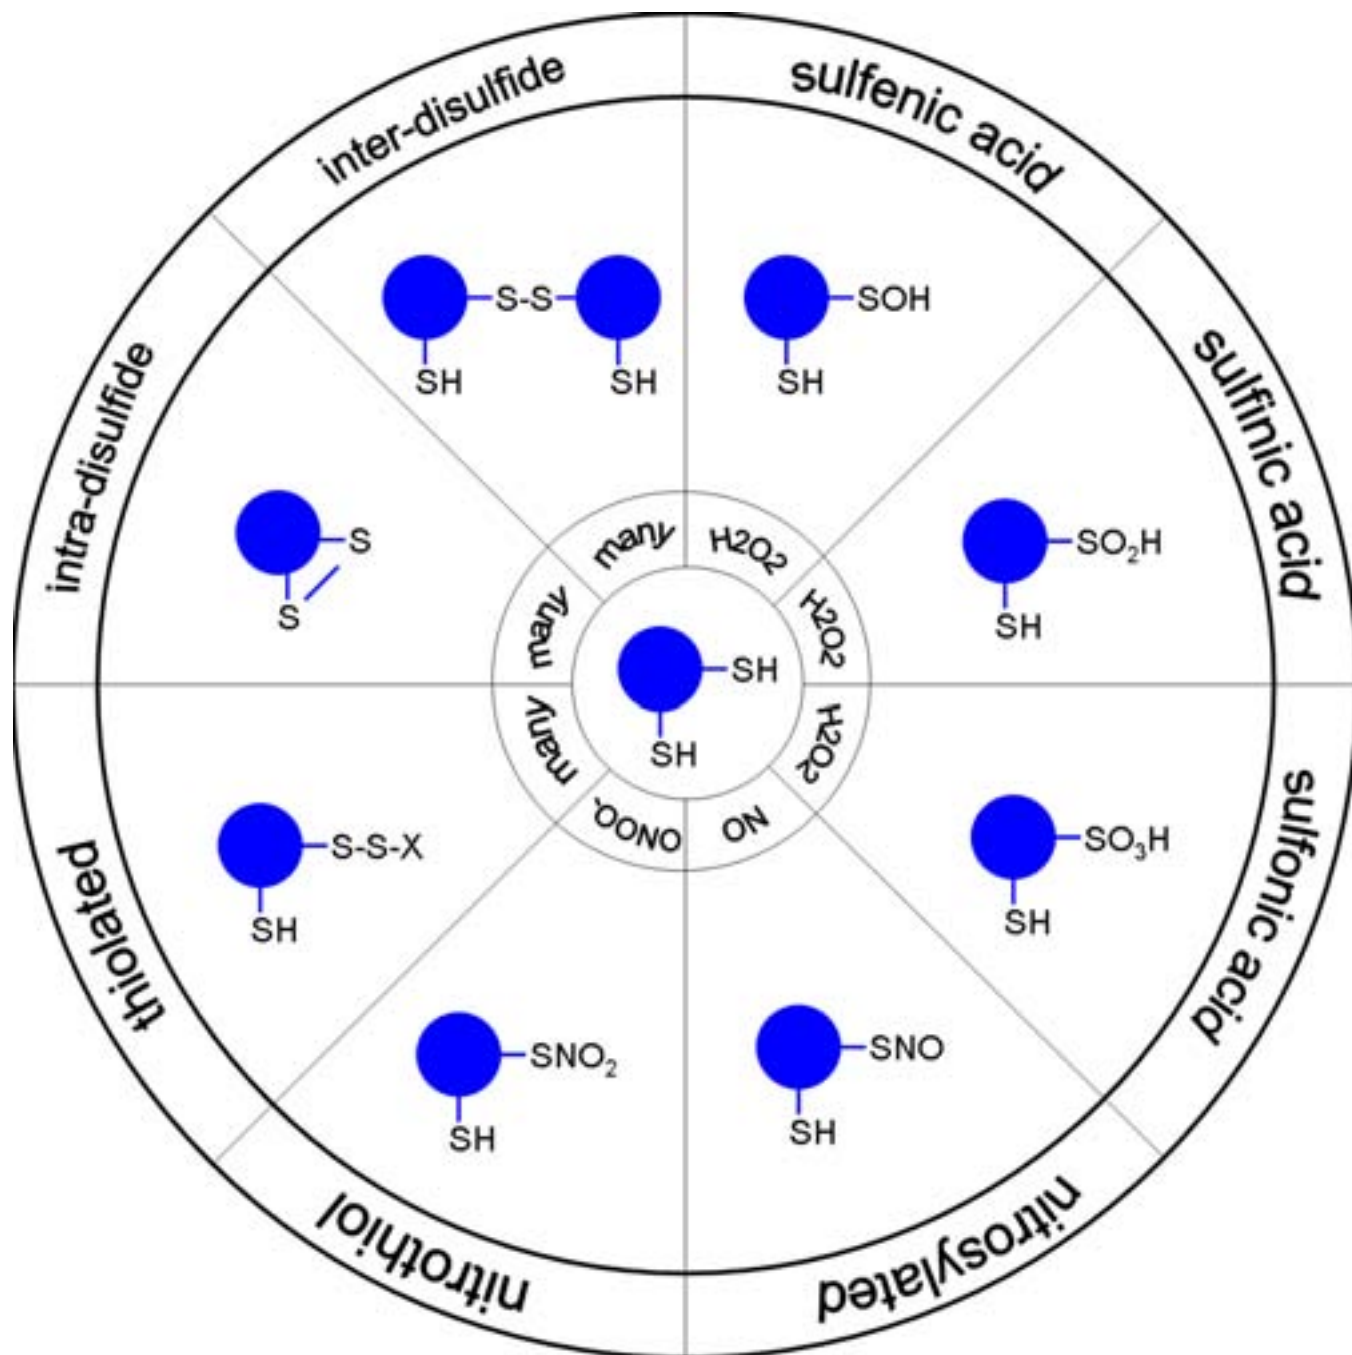 inter-disulfide
sulfenic acid
sulfinic acid
sulfonic acid
nitrosylated
nitrothiol
thiolated
intra-disulfide
S-S
SH
SH
SOH
SH
SO₂H
SH
SO₃H
SH
SNO
SH
SNO₂
SH
S-S-X
SH
S
S
many
H2O2
H2O2
H2O2
NO
ONOO-
many
many
SH
SH